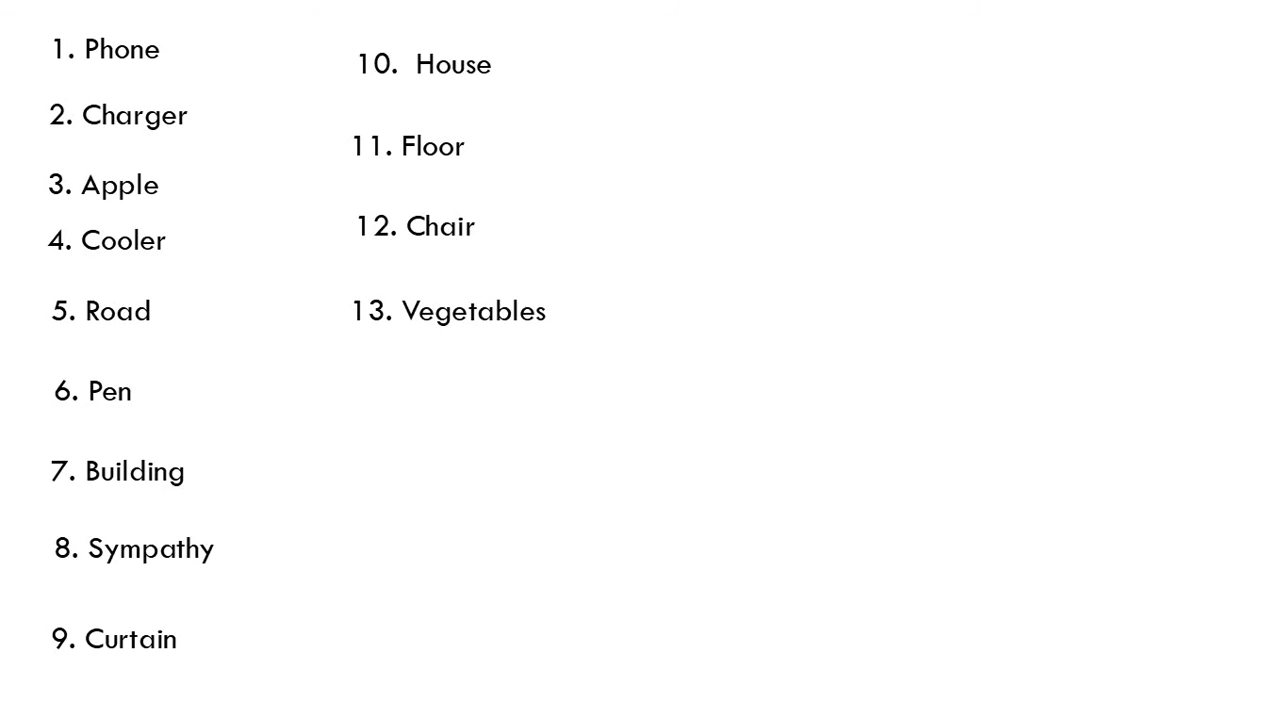 1. Phone
2. Charger
3. Apple
4. Cooler
5. Road
6. Pen
7. Building
8. Sympathy
9. Curtain
10. House
11. Floor
12. Chair
13. Vegetables